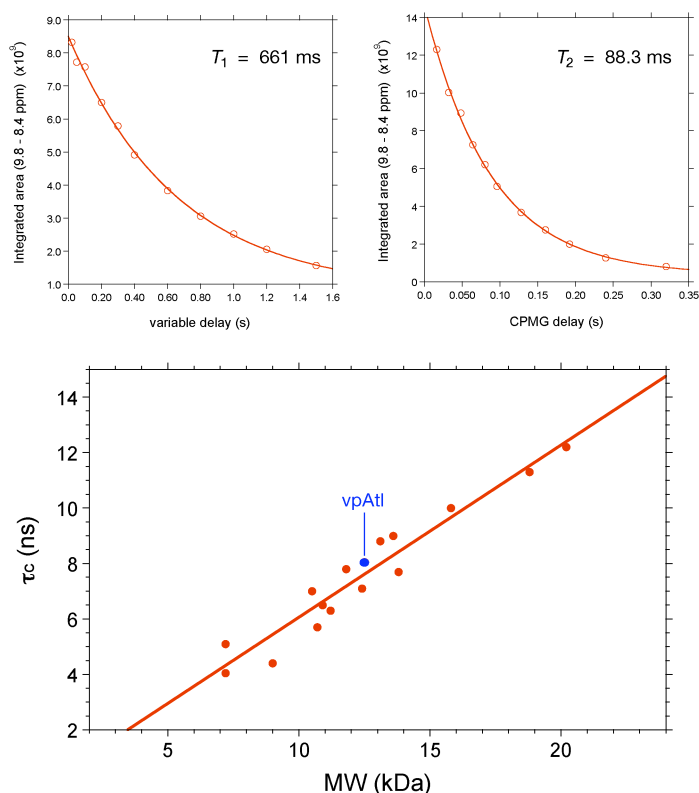 Integrated area (9.8 - 8.4 ppm) (x10⁹)
9.0
8.0
7.0
6.0
5.0
4.0
3.0
2.0
1.0
T₁ = 661 ms
0.0 0.20 0.40 0.60 0.80 1.0 1.2 1.4 1.6
variable delay (s)
Integrated area (9.8 - 8.4 ppm) (x10⁹)
14
12
10
8
6
4
2
0
T₂ = 88.3 ms
0.0 0.050 0.10 0.15 0.20 0.25 0.30 0.35
CPMG delay (s)
τc (ns)
14
12
10
8
6
4
2
vpAtl
5 10 15 20
MW (kDa)